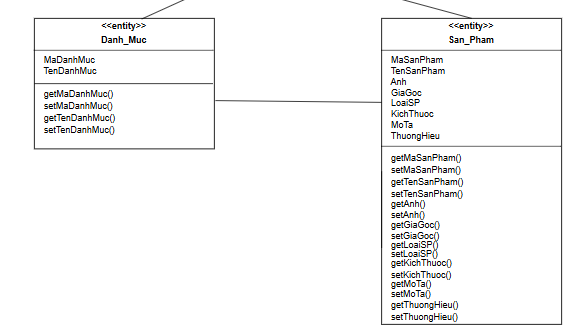 <<entity>>
Danh_Muc
MaDanhMuc
TenDanhMuc
getMaDanhMuc()
setMaDanhMuc()
getTenDanhMuc()
setTenDanhMuc()
<<entity>>
San_Pham
MaSanPham
TenSanPham
Anh
GiaGoc
LoaiSP
KichThuoc
MoTa
ThuongHieu
getMaSanPham()
setMaSanPham()
getTenSanPham()
setTenSanPham()
getAnh()
setAnh()
getGiaGoc()
setGiaGoc()
getLoaiSP()
setLoaiSP()
getKichThuoc()
setKichThuoc()
getMoTa()
setMoTa()
getThuongHieu()
setThuongHieu()